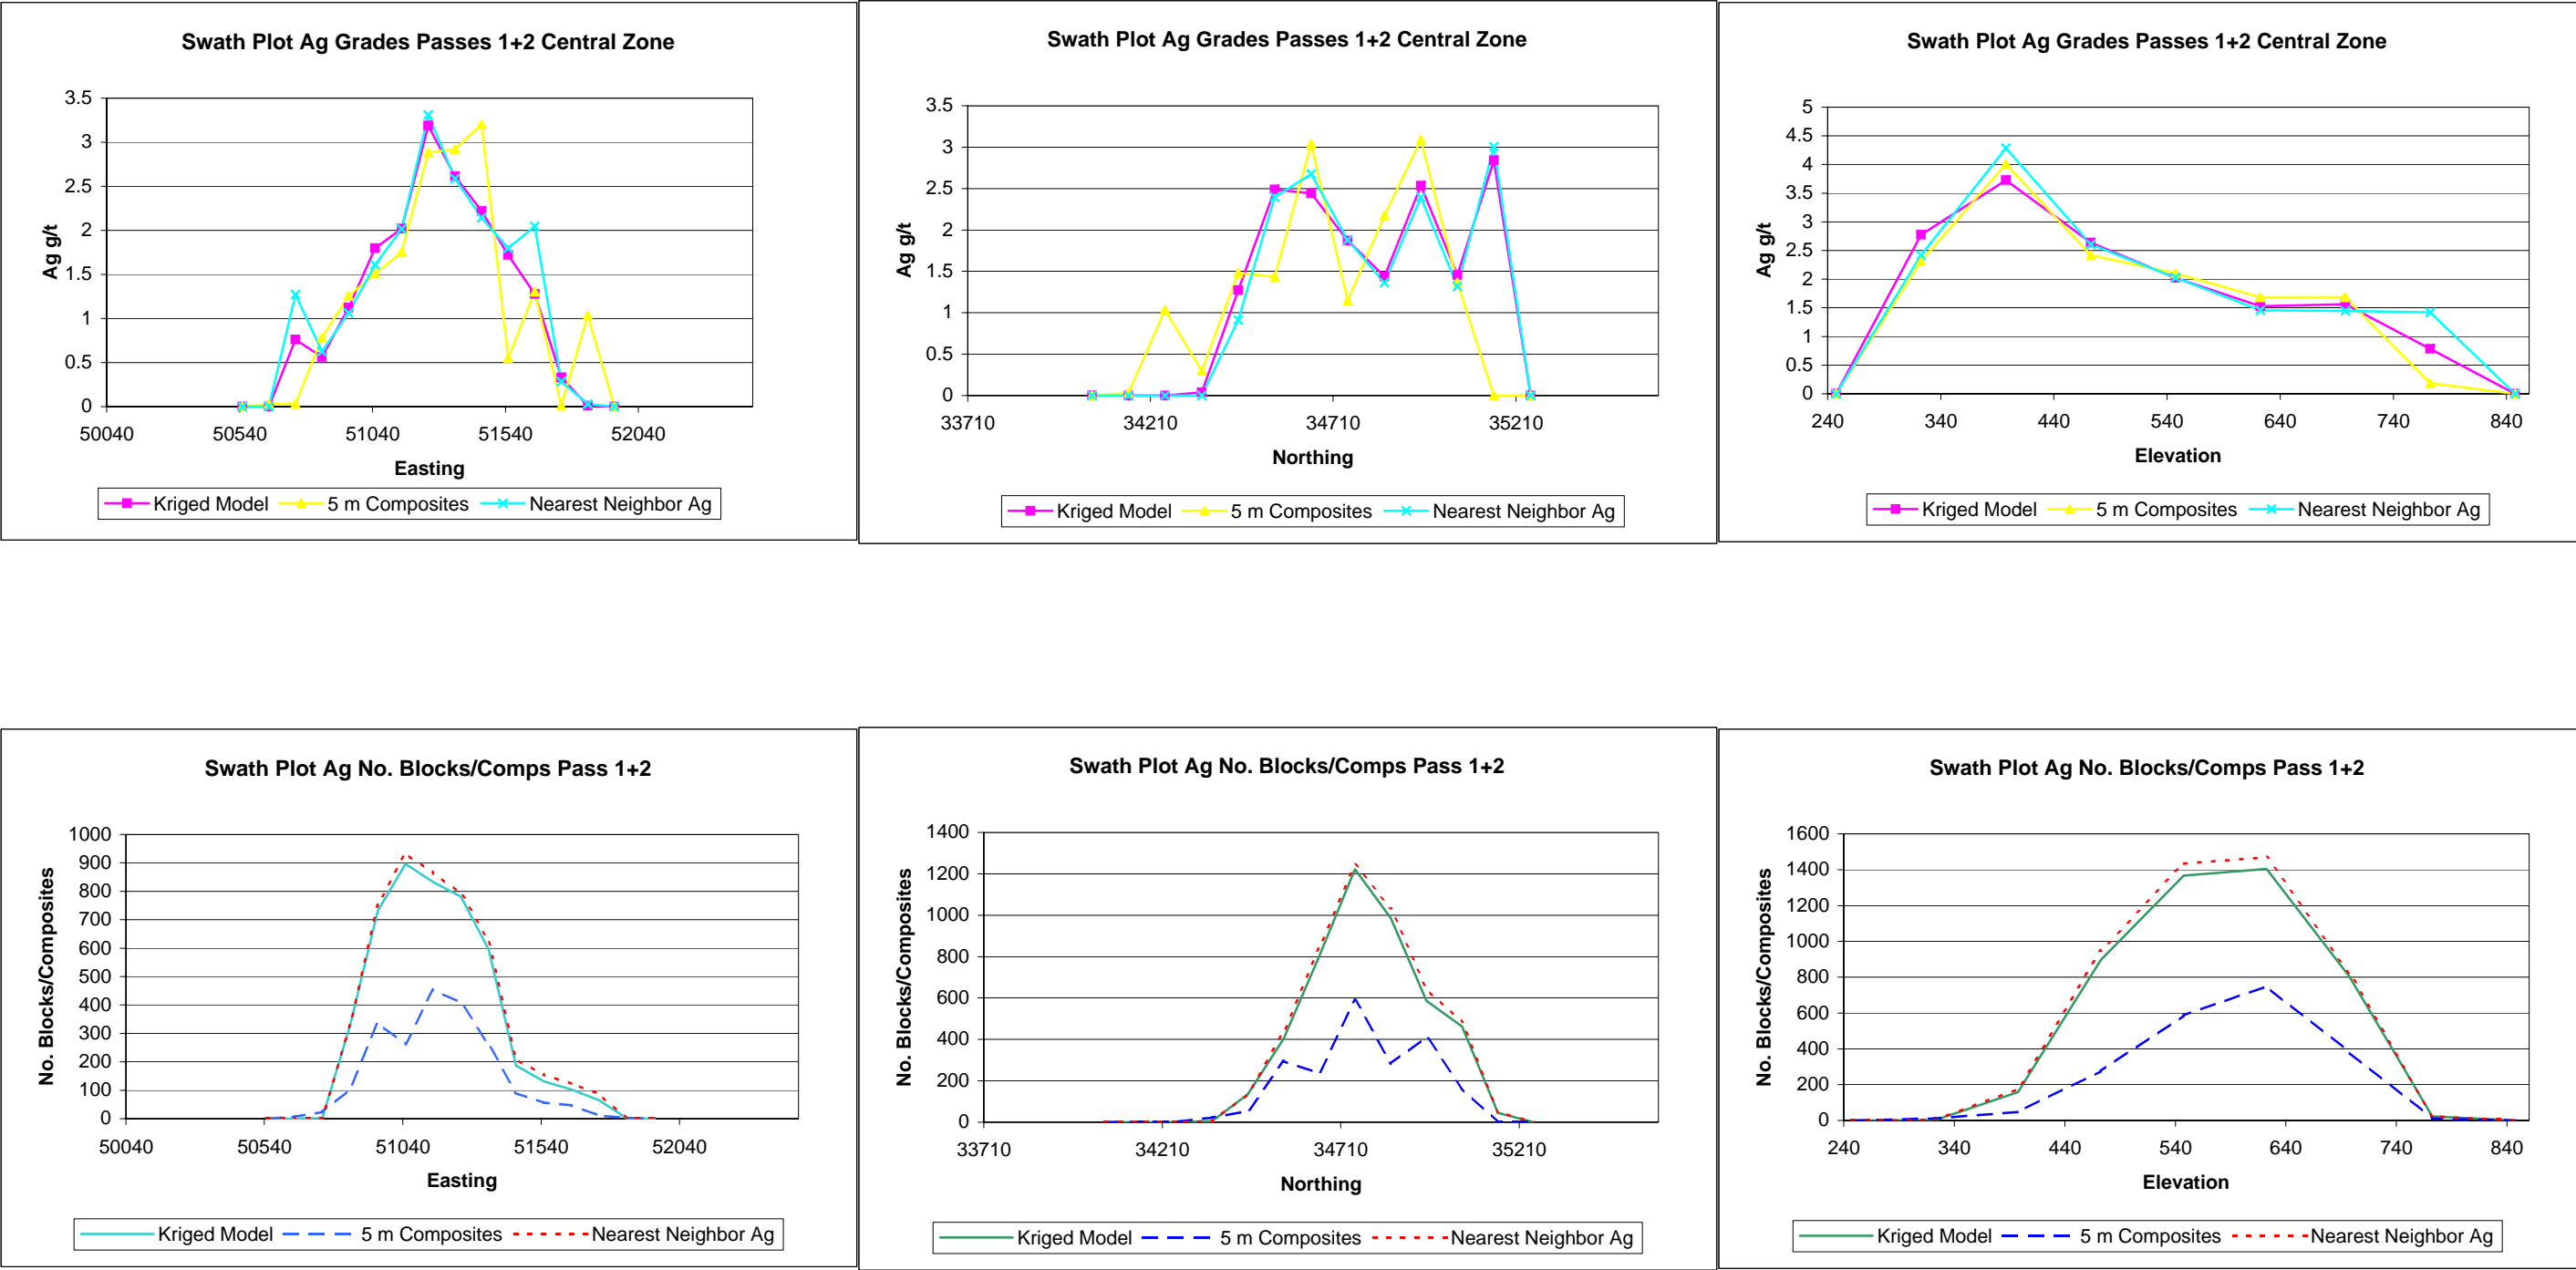 Swath Plot Ag Grades Passes 1+2 Central Zone
3.5
3
2.5
2
1.5
1
0.5
0
Ag g/t
50040 50540 51040 51540 52040
Easting
Kriged Model 5 m Composites Nearest Neighbor Ag
Swath Plot Ag Grades Passes 1+2 Central Zone
3.5
3
2.5
2
1.5
1
0.5
0
Ag g/t
33710 34210 34710 35210
Northing
Kriged Model 5 m Composites Nearest Neighbor Ag
Swath Plot Ag Grades Passes 1+2 Central Zone
5
4.5
4
3.5
3
2.5
2
1.5
1
0.5
0
Ag g/t
240 340 440 540 640 740 840
Elevation
Kriged Model 5 m Composites Nearest Neighbor Ag
Swath Plot Ag No. Blocks/Comps Pass 1+2
1000
900
800
700
600
500
400
300
200
100
0
No. Blocks/Composites
50040 50540 51040 51540 52040
Easting
Kriged Model 5 m Composites Nearest Neighbor Ag
Swath Plot Ag No. Blocks/Comps Pass 1+2
1400
1200
1000
800
600
400
200
0
No. Blocks/Composites
33710 34210 34710 35210
Northing
Kriged Model 5 m Composites Nearest Neighbor Ag
Swath Plot Ag No. Blocks/Comps Pass 1+2
1600
1400
1200
1000
800
600
400
200
0
No. Blocks/Composites
240 340 440 540 640 740 840
Elevation
Kriged Model 5 m Composites Nearest Neighbor Ag